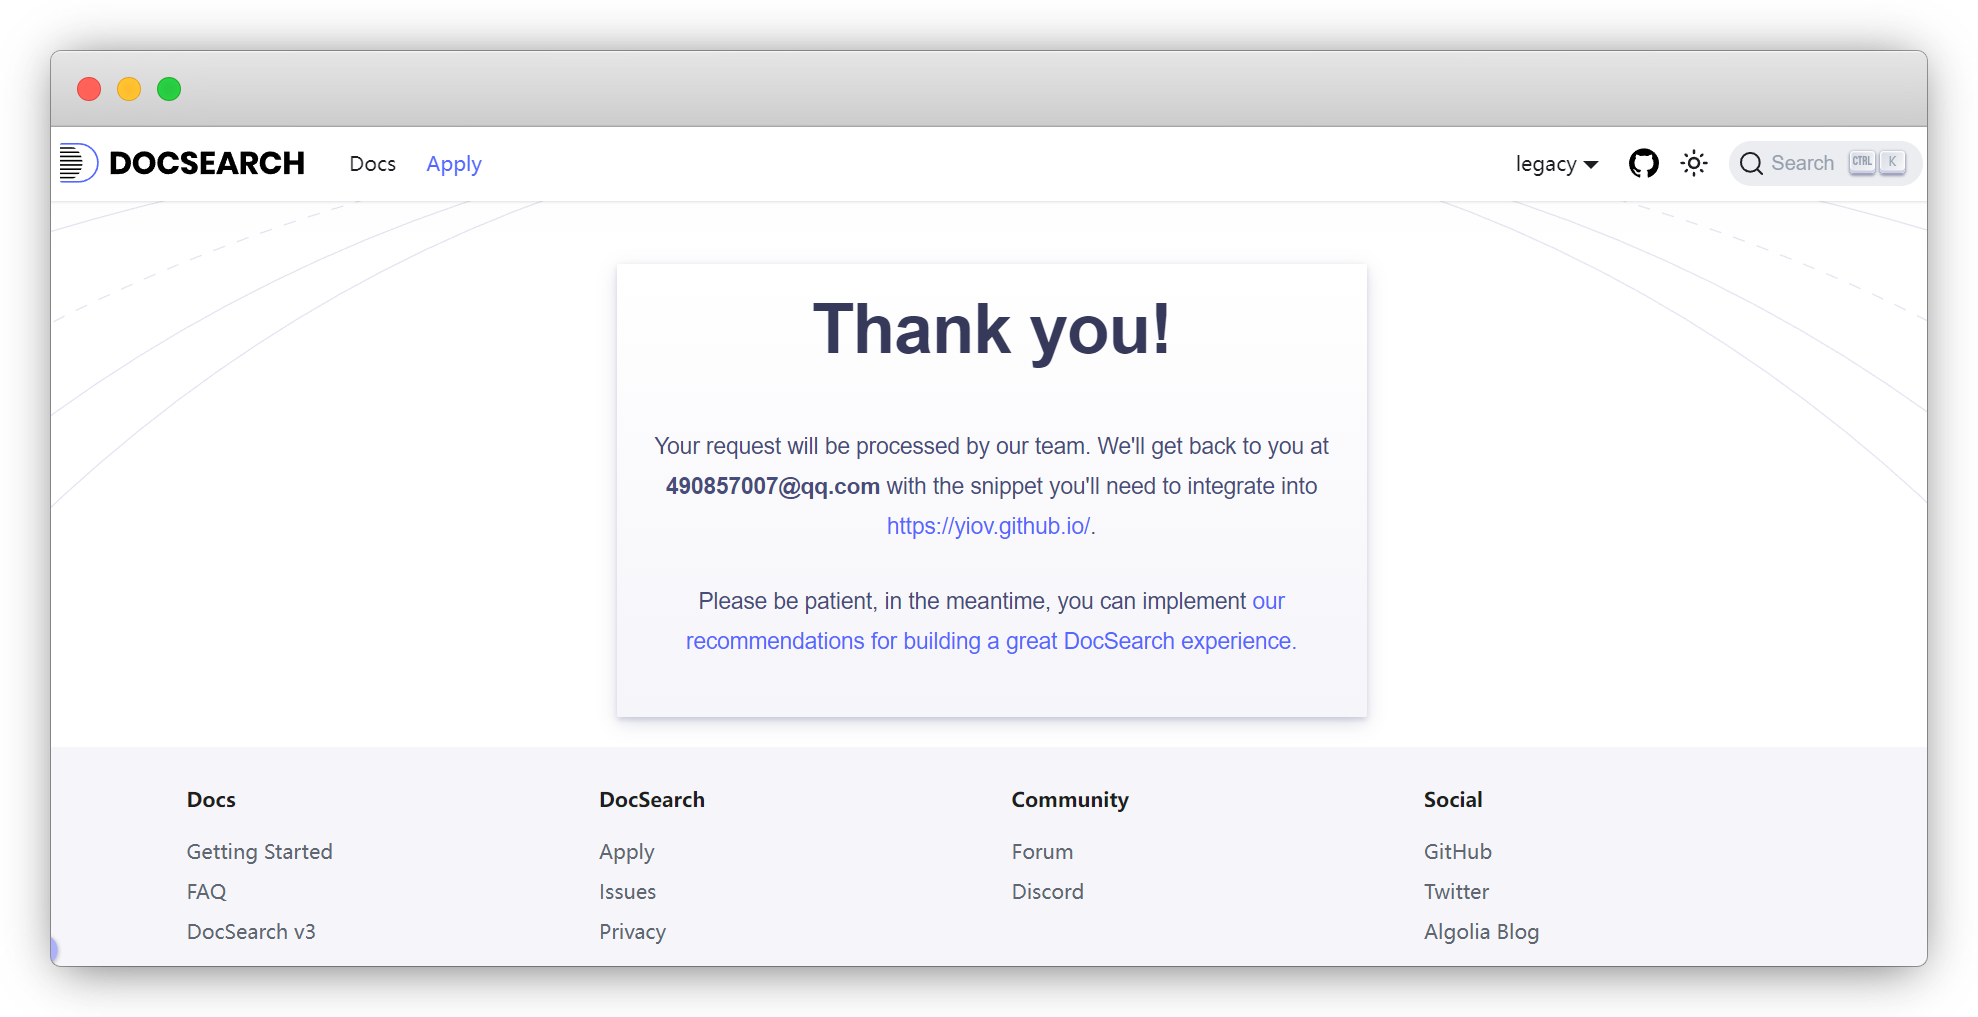 DOCSEARCH Docs Apply legacy Search CTRL K
Thank you!
Your request will be processed by our team. We'll get back to you at
490857007@qq.com with the snippet you'll need to integrate into
https://yiov.github.io/.
Please be patient, in the meantime, you can implement our
recommendations for building a great DocSearch experience.
Docs DocSearch Community Social
Getting Started Apply Forum GitHub
FAQ Issues Discord Twitter
DocSearch v3 Privacy Algolia Blog